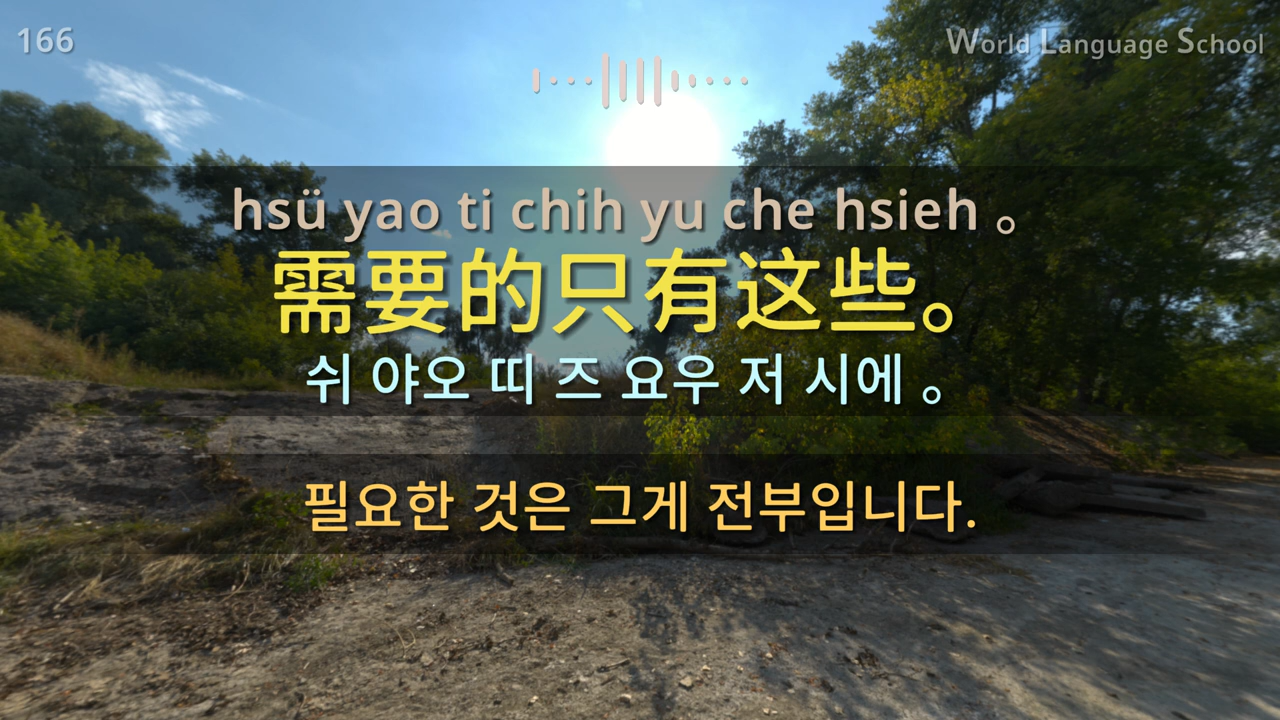 166
World Language School
hsü yao ti chih yu che hsieh 。
需要的只有这些。
쉬 야오 띠 즈 요우 저 시에 。
필요한 것은 그게 전부입니다.